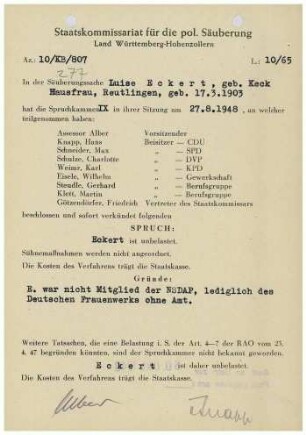 Staatskommissariat für die pol. Säuberung
Land Württemberg-Hohenzollern
Az.: 10/KB/807 L.: 10/65
277
In der Säuberungssache Luise Eckert, geb. Keck
Hausfrau, Reutlingen, geb. 17.3.1903
hat die Spruchkammer IX in ihrer Sitzung am 27.8.1948, an welcher
teilgenommen haben:
Assessor Alber Vorsitzender
Knapp, Hans Beisitzer — CDU
Schneider, Max „ — SPD
Schulze, Charlotte „ — DVP
Weimer, Karl „ — KPD
Eisele, Wilhelm „ — Gewerkschaft
Steudle, Gerhard „ — Berufsgruppe
Klett, Martin „ — Berufsgruppe
Götzendörfer, Friedrich Vertreter des Staatskommissars
beschlossen und sofort verkündet folgenden
SPRUCH:
Eckert ist unbelastet.
Sühnemaßnahmen werden nicht angeordnet.
Die Kosten des Verfahrens trägt die Staatskasse.
Gründe:
E. war nicht Mitglied der NSDAP, lediglich des
Deutschen Frauenwerks ohne Amt.
Weitere Tatsachen, die eine Belastung i. S. der Art. 4—7 der RAO vom 25.
4. 47 begründen könnten, sind der Spruchkammer nicht bekannt geworden.
Eckert ist daher unbelastet.
Die Kosten des Verfahrens trägt die Staatskasse.
Alber Knapp